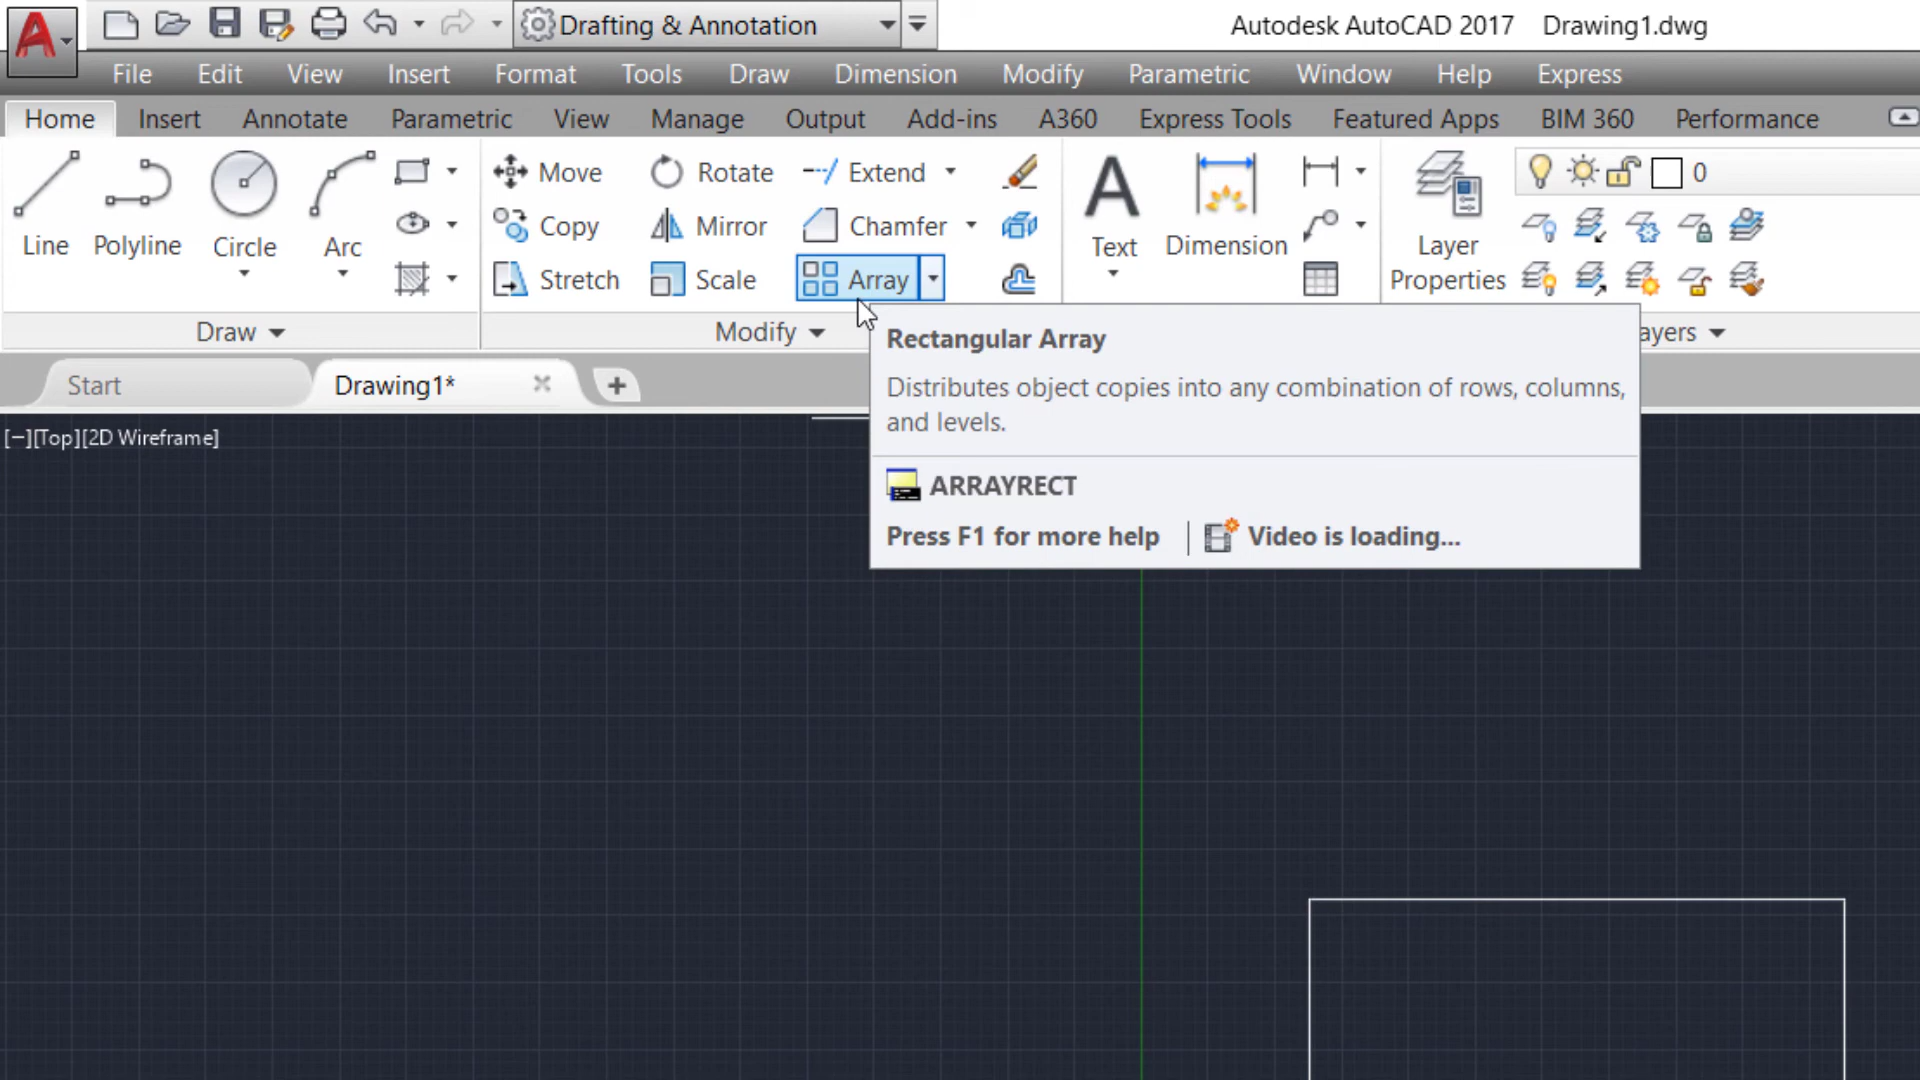 Drafting & Annotation
Autodesk AutoCAD 2017 Drawing1.dwg
File Edit View Insert Format Tools Draw Dimension Modify Parametric Window Help Express
Home Insert Annotate Parametric View Manage Output Add-ins A360 Express Tools Featured Apps BIM 360 Performance
Move Rotate Extend 0
Line Polyline Circle Arc
Copy Mirror Chamfer
Text Dimension Layer Properties
Stretch Scale Array
Draw Modify ayers
Rectangular Array
Distributes object copies into any combination of rows, columns,
and levels.
ARRAYRECT
Press F1 for more help Video is loading...
Start Drawing1*
[−][Top][2D Wireframe]